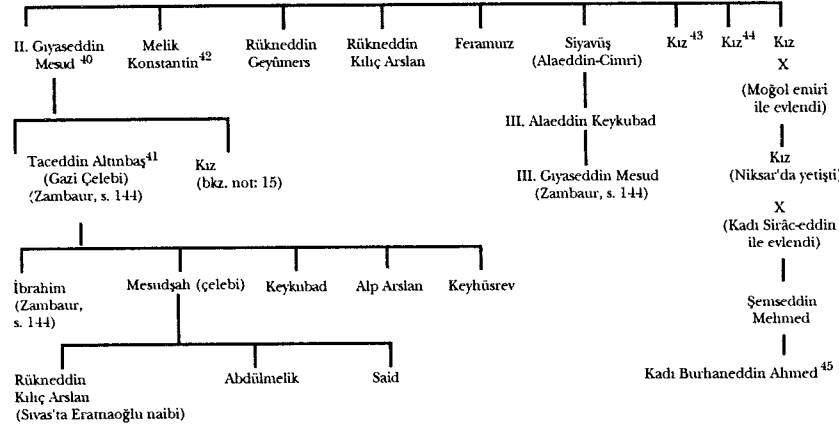 II. Gıyaseddin
Mesud 40
Melik
Konstantin 42
Rükneddin
Geyûmers
Rükneddin
Kılıç Arslan
Feramurz
Siyavüş
(Alaeddin-Cimri)
Kız 43
Kız 44
Kız
X
(Moğol emiri
ile evlendi)
III. Alaeddin Keykubad
Taceddin Altınbaş 41
(Gazi Çelebi)
(Zambaur, s. 144)
Kız
(bkz. not: 15)
III. Gıyaseddin Mesud
(Zambaur, s. 144)
Kız
(Niksar'da yetişti)
X
(Kadı Sirâc-eddin
ile evlendi)
İbrahim
(Zambaur,
s. 144)
Mesudşah (çelebi)
Keykubad
Alp Arslan
Keyhüsrev
Şemseddin
Mehmed
Rükneddin
Kılıç Arslan
(Sıvas'ta Eratnaoğlu naibi)
Abdülmelik
Said
Kadı Burhaneddin Ahmed 45